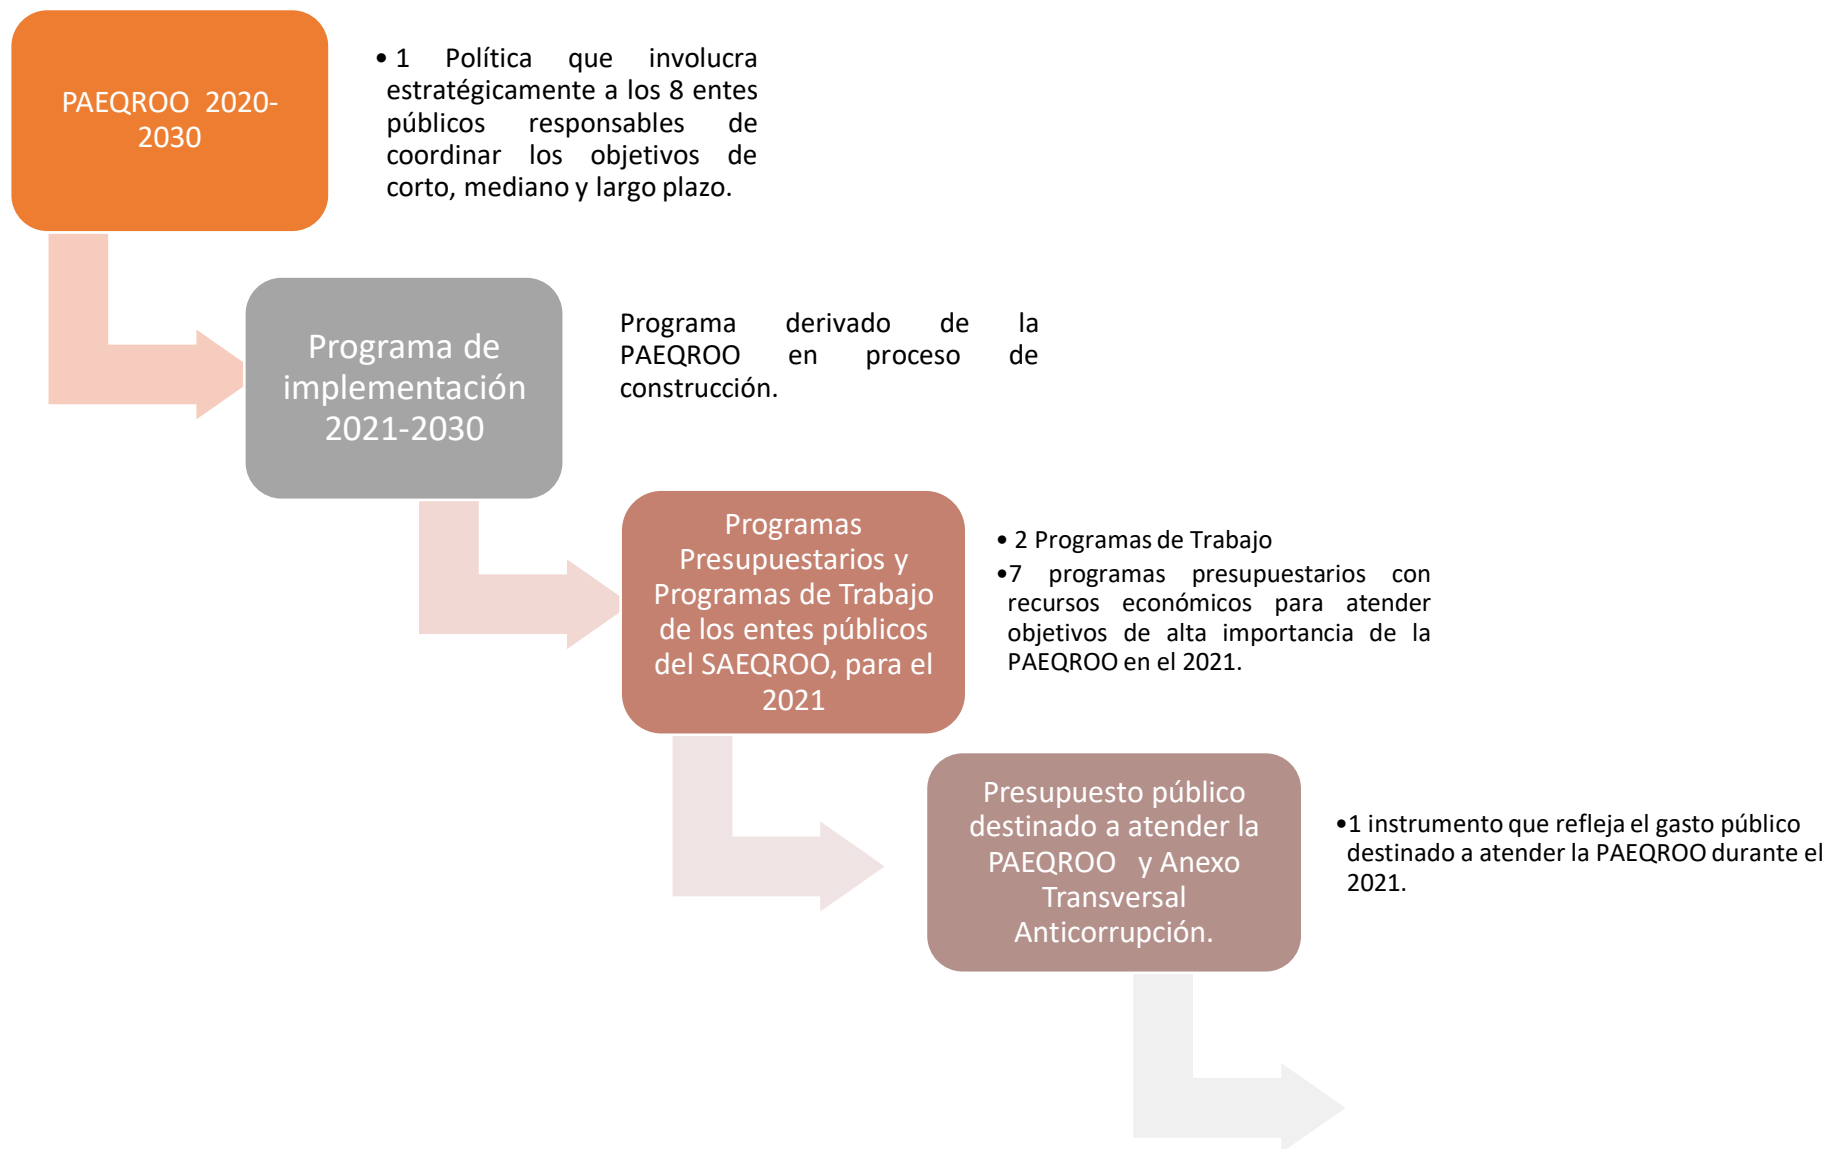 PAEQROO 2020-
2030
• 1 Política que involucra
estratégicamente a los 8 entes
públicos responsables de
coordinar los objetivos de
corto, mediano y largo plazo.
Programa de
implementación
2021-2030
Programa derivado de la
PAEQROO en proceso de
construcción.
Programas
Presupuestarios y
Programas de Trabajo
de los entes públicos
del SAEQROO, para el
2021
• 2 Programas de Trabajo
•7 programas presupuestarios con
recursos económicos para atender
objetivos de alta importancia de la
PAEQROO en el 2021.
Presupuesto público
destinado a atender la
PAEQROO y Anexo
Transversal
Anticorrupción.
•1 instrumento que refleja el gasto público
destinado a atender la PAEQROO durante el
2021.